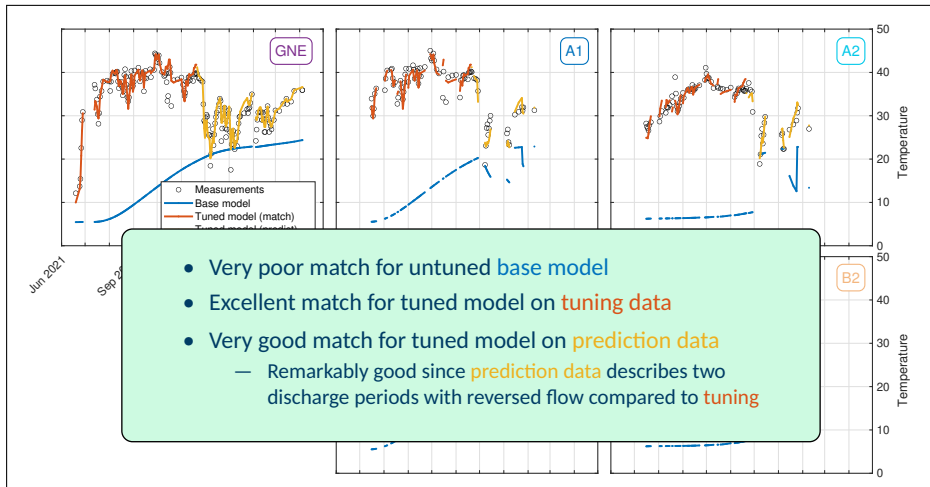 GNE
A1
A2
50
40
30
20
10
0
Temperature
Measurements
Base model
Tuned model (match)
Jun 2021
B2
50
40
30
20
10
0
Temperature
• Very poor match for untuned base model
• Excellent match for tuned model on tuning data
• Very good match for tuned model on prediction data
— Remarkably good since prediction data describes two
discharge periods with reversed flow compared to tuning